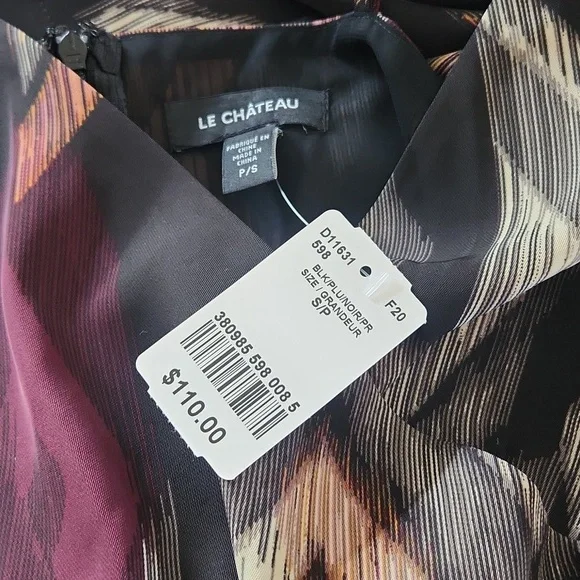 LE CHÂTEAU
FABRIQUÉ EN
CHINE
MADE IN
CHINA
P/S
D11631
598
F20
BLK/PLU/NOIR/PR
SIZE / GRANDEUR
S/P
380985 598 008 5
$110.00